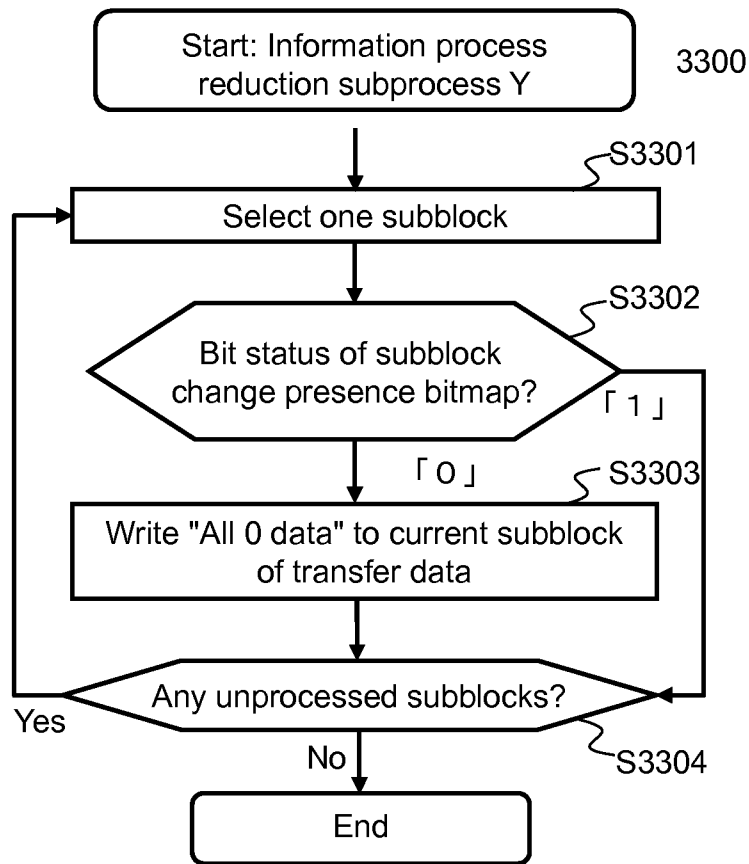 Start: Information process
reduction subprocess Y
3300
S3301
Select one subblock
S3302
Bit status of subblock
change presence bitmap?
「1」
「0」
S3303
Write "All 0 data" to current subblock
of transfer data
Any unprocessed subblocks?
Yes
S3304
No
End